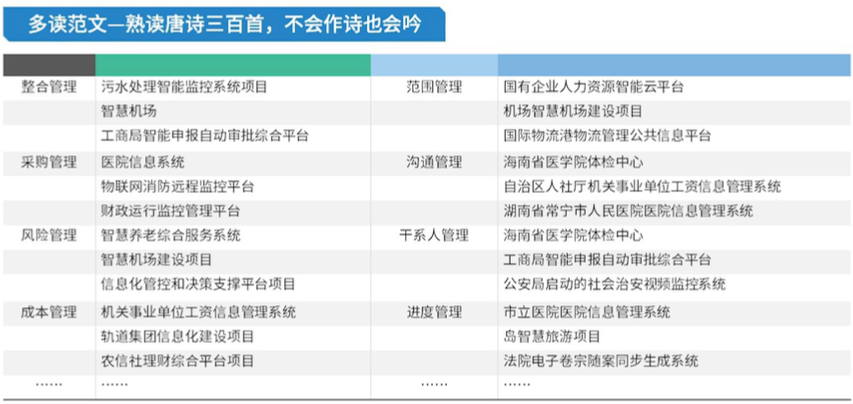 多读范文—熟读唐诗三百首，不会作诗也会吟
整合管理 污水处理智能监控系统项目 范围管理 国有企业人力资源智能云平台
智慧机场 机场智慧机场建设项目
工商局智能申报自动审批综合平台 国际物流港物流管理公共信息平台
采购管理 医院信息系统 沟通管理 海南省医学院体检中心
物联网消防远程监控平台 自治区人社厅机关事业单位工资信息管理系统
财政运行监控管理平台 湖南省常宁市人民医院医院信息管理系统
风险管理 智慧养老综合服务系统 干系人管理 海南省医学院体检中心
智慧机场建设项目 工商局智能申报自动审批综合平台
信息化管控和决策支撑平台项目 公安局启动的社会治安视频监控系统
成本管理 机关事业单位工资信息管理系统 进度管理 市立医院医院信息管理系统
轨道集团信息化建设项目 岛智慧旅游项目
农信社理财综合平台项目 法院电子卷宗随案同步生成系统
…… …… …… ……